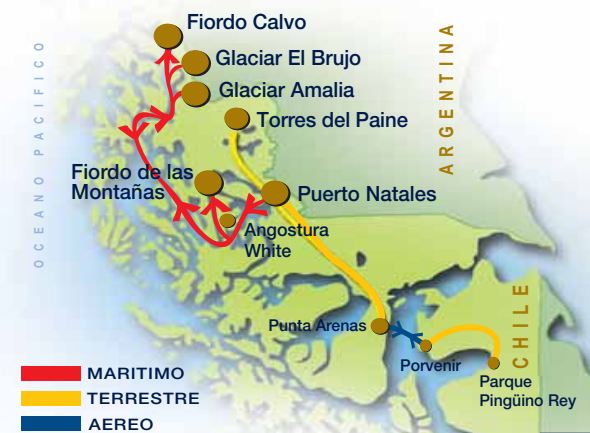 Fiordo Calvo
Glaciar El Brujo
Glaciar Amalia
Torres del Paine
Fiordo de las
Montañas
Puerto Natales
Angostura
White
Punta Arenas
Porvenir
Parque
Pingüino Rey
OCEANO PACIFICO
ARGENTINA
CHILE
MARITIMO
TERRESTRE
AEREO